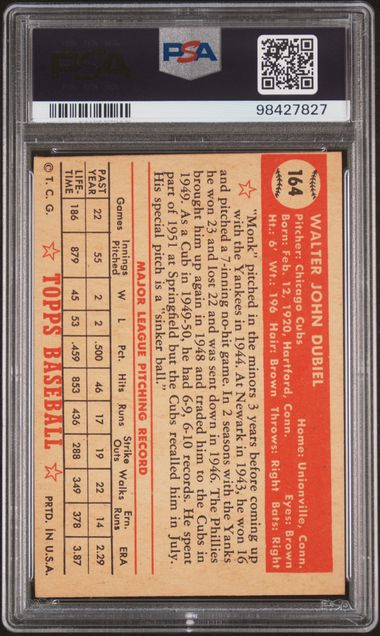 PSA
PSA
98427827
164
WALTER JOHN DUBIEL
Pitcher: Chicago Cubs Home: Unionville, Conn.
Born: Feb. 12, 1920, Hartford, Conn. Eyes: Brown
Ht.: 6' Wt.: 196 Hair: Brown Throws: Right Bats: Right
"Monk" pitched in the minors 3 years before coming up
with the Yankees in 1944. At Newark in 1943, he won 16
and pitched a 7-inning no-hit game. In 2 seasons with the Yanks
he won 23 and lost 22 and was sent down in 1946. The Phillies
brought him up again in 1948 and traded him to the Cubs in
1949. As a Cub in 1949-50, he had 6-9, 6-10 records. He spent
part of 1951 at Springfield but the Cubs recalled him in July.
His special pitch is a "sinker ball."
MAJOR LEAGUE PITCHING RECORD
Games Innings Pitched W L Pct. Hits Runs Strike Outs Walks Ern. Runs ERA
PAST YEAR 22 55 2 2 .500 46 17 19 22 14 2.29
LIFE-TIME 186 879 45 53 .459 853 436 288 349 378 3.87
© T. C. G. TOPPS BASEBALL PRTD. IN U.S.A.